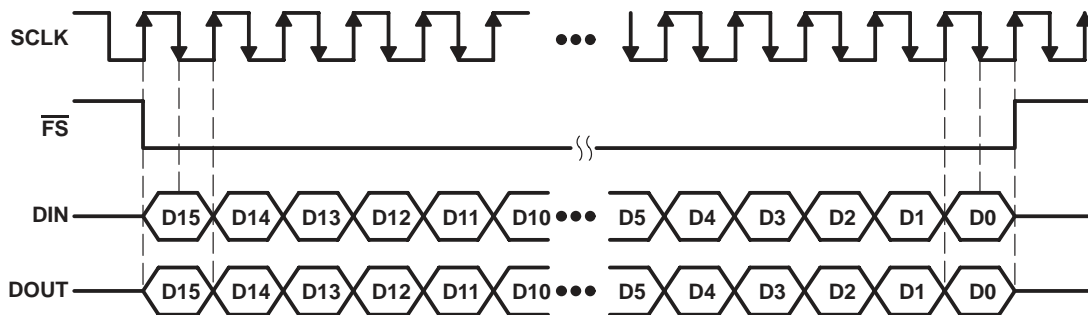 SCLK •••
F̅S̅
DIN D15 D14 D13 D12 D11 D10 ••• D5 D4 D3 D2 D1 D0
DOUT D15 D14 D13 D12 D11 D10 ••• D5 D4 D3 D2 D1 D0